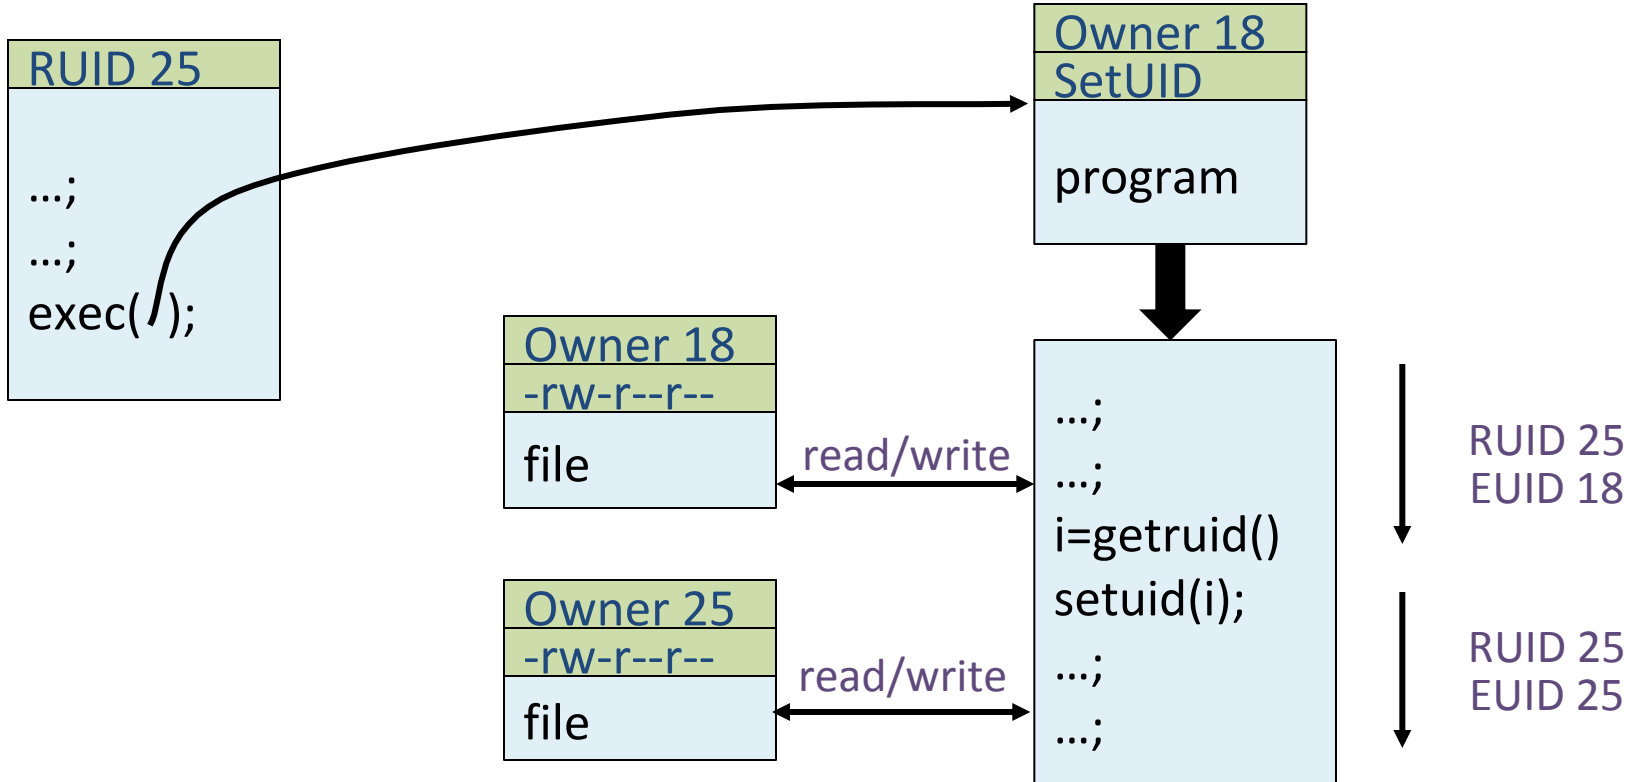 RUID 25
…;
…;
exec( );
Owner 18
SetUID
program
Owner 18
-rw-r--r--
file
read/write
Owner 25
-rw-r--r--
file
read/write
…;
…;
i=getruid()
setuid(i);
…;
…;
RUID 25
EUID 18
RUID 25
EUID 25